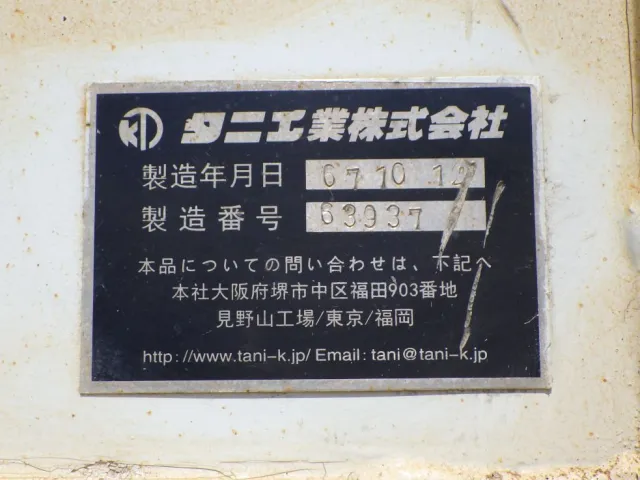 KT タニエ業株式会社
製造年月日 07 10 12
製造番号 63937
本品についての問い合わせは、下記へ
本社大阪府堺市中区福田903番地
見野山工場/東京/福岡
http://www.tani-k.jp/ Email: tani@tani-k.jp